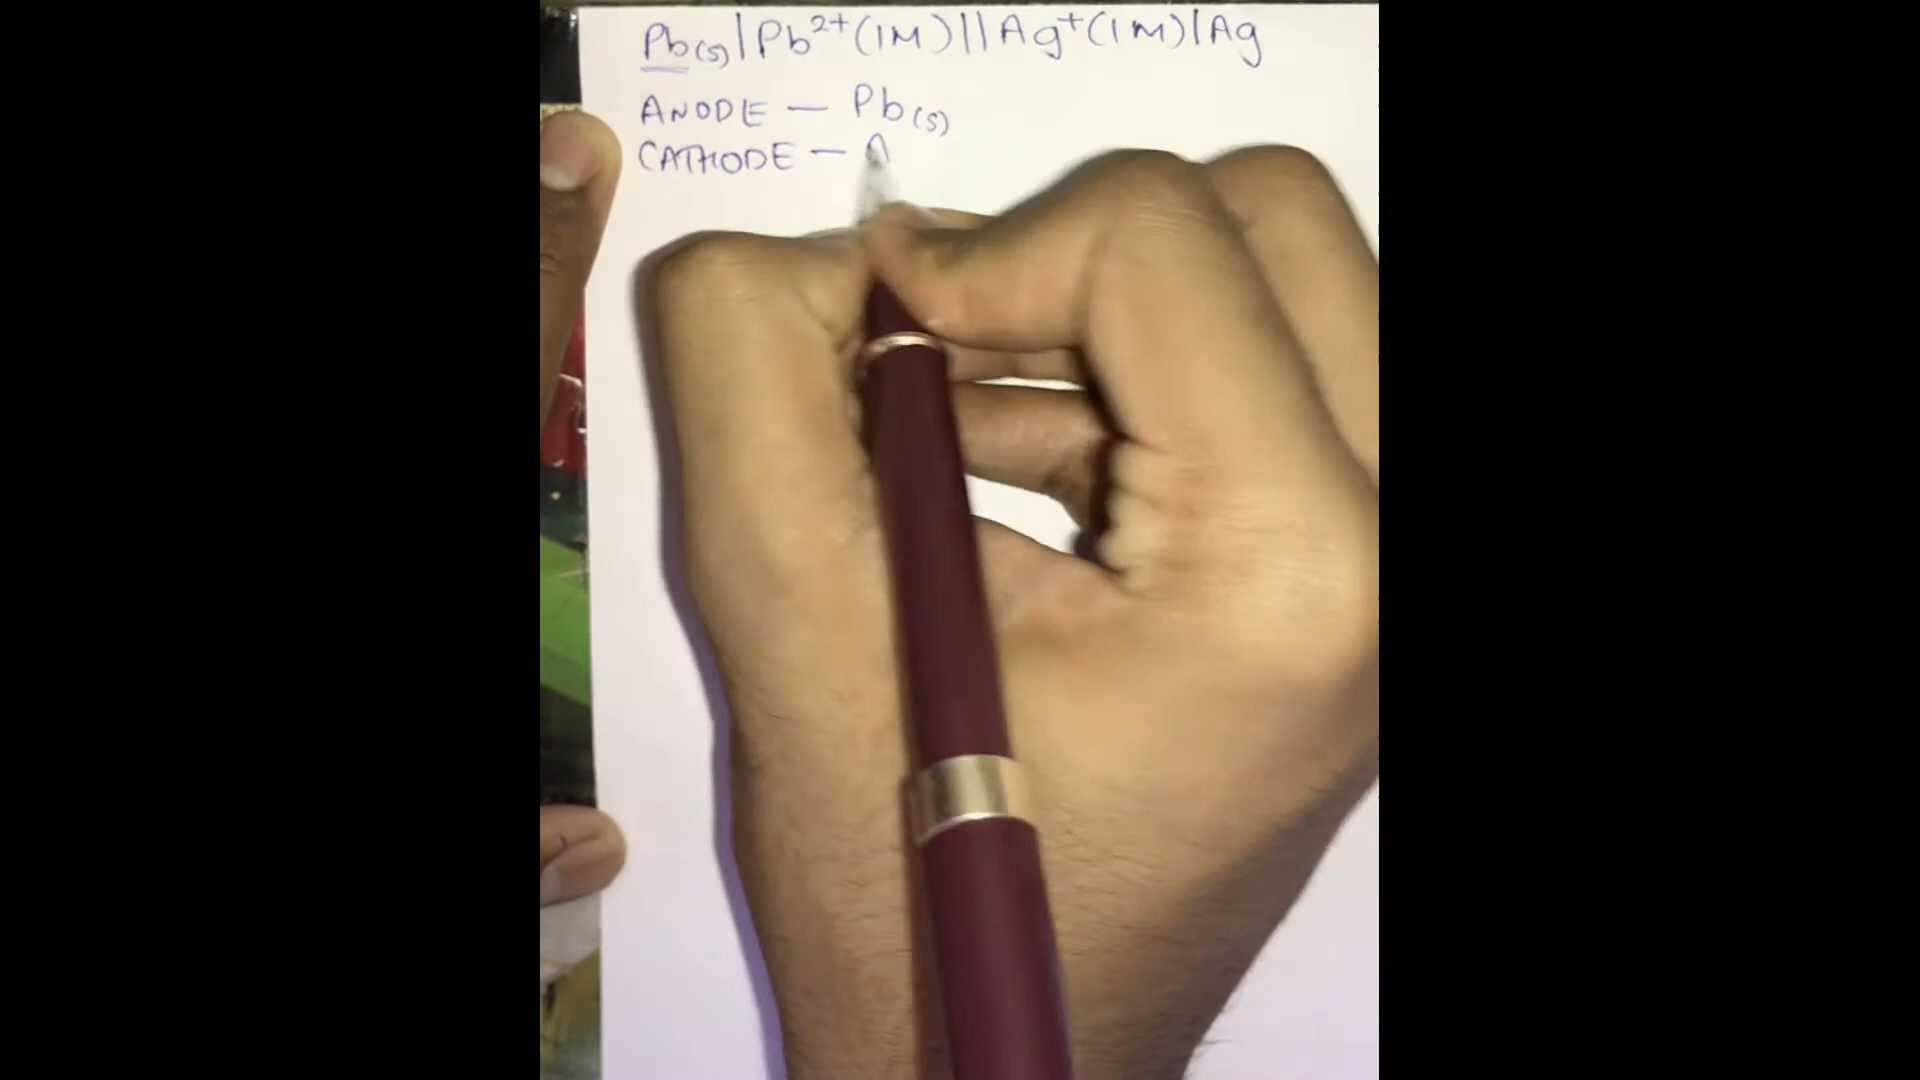 Pb(s)|Pb²⁺(1M)||Ag⁺(1M)|Ag
ANODE — Pb(s)
CATHODE — A